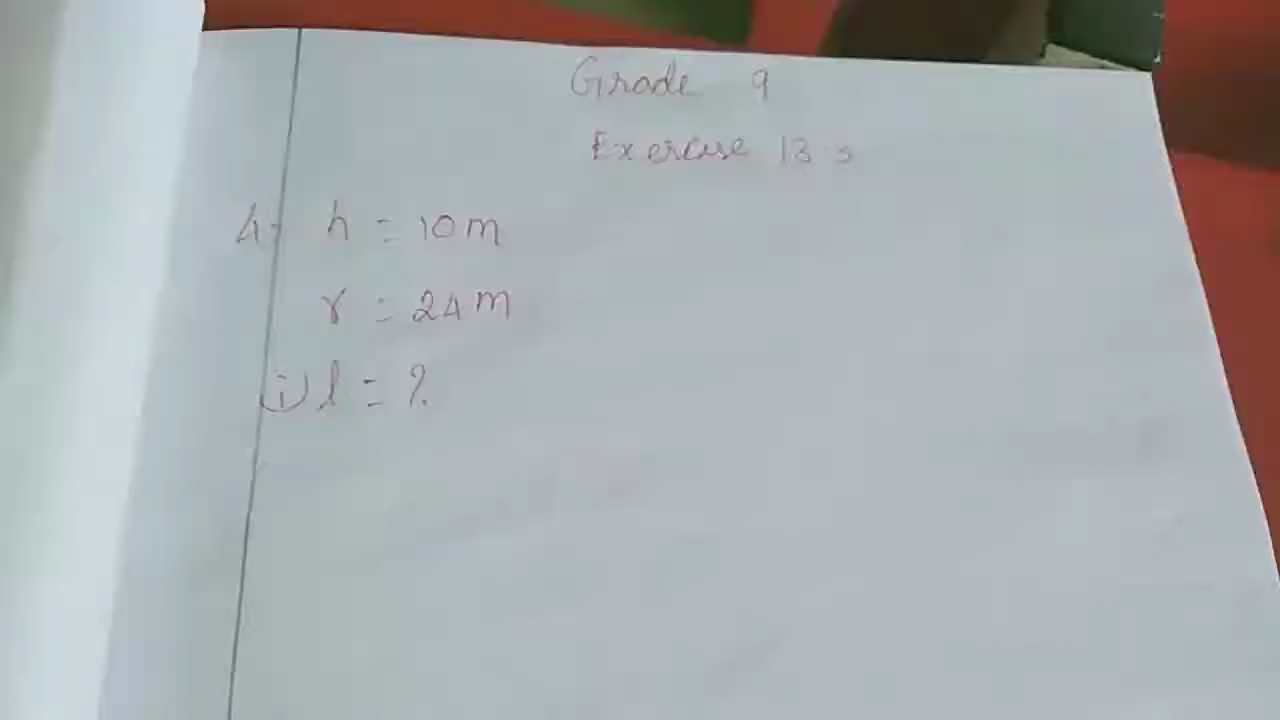 Grade 9
Exercise 13.3
4. h = 10m
r = 24m
(i) l = ?